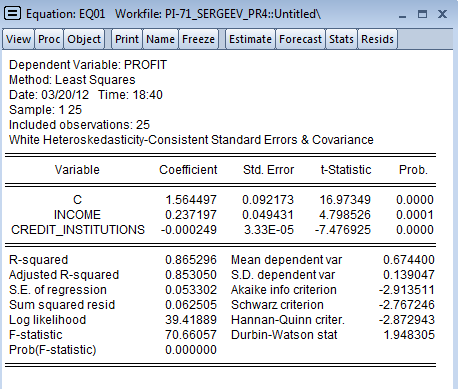 Equation: EQ01 Workfile: PI-71_SERGEEV_PR4::Untitled\
View Proc Object Print Name Freeze Estimate Forecast Stats Resids
Dependent Variable: PROFIT
Method: Least Squares
Date: 03/20/12 Time: 18:40
Sample: 1 25
Included observations: 25
White Heteroskedasticity-Consistent Standard Errors & Covariance
Variable Coefficient Std. Error t-Statistic Prob.
C 1.564497 0.092173 16.97349 0.0000
INCOME 0.237197 0.049431 4.798526 0.0001
CREDIT_INSTITUTIONS -0.000249 3.33E-05 -7.476925 0.0000
R-squared 0.865296 Mean dependent var 0.674400
Adjusted R-squared 0.853050 S.D. dependent var 0.139047
S.E. of regression 0.053302 Akaike info criterion -2.913511
Sum squared resid 0.062505 Schwarz criterion -2.767246
Log likelihood 39.41889 Hannan-Quinn criter. -2.872943
F-statistic 70.66057 Durbin-Watson stat 1.948305
Prob(F-statistic) 0.000000